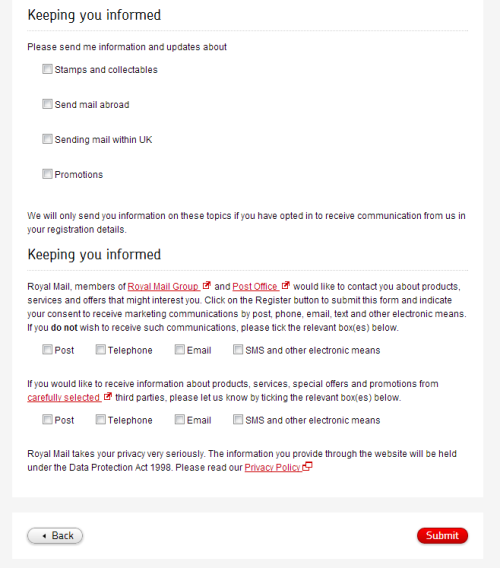 Keeping you informed
Please send me information and updates about
Stamps and collectables
Send mail abroad
Sending mail within UK
Promotions
We will only send you information on these topics if you have opted in to receive communication from us in
your registration details.
Keeping you informed
Royal Mail, members of Royal Mail Group and Post Office would like to contact you about products,
services and offers that might interest you. Click on the Register button to submit this form and indicate
your consent to receive marketing communications by post, phone, email, text and other electronic means.
If you do not wish to receive such communications, please tick the relevant box(es) below.
Post Telephone Email SMS and other electronic means
If you would like to receive information about products, services, special offers and promotions from
carefully selected third parties, please let us know by ticking the relevant box(es) below.
Post Telephone Email SMS and other electronic means
Royal Mail takes your privacy very seriously. The information you provide through the website will be held
under the Data Protection Act 1998. Please read our Privacy Policy
Back Submit